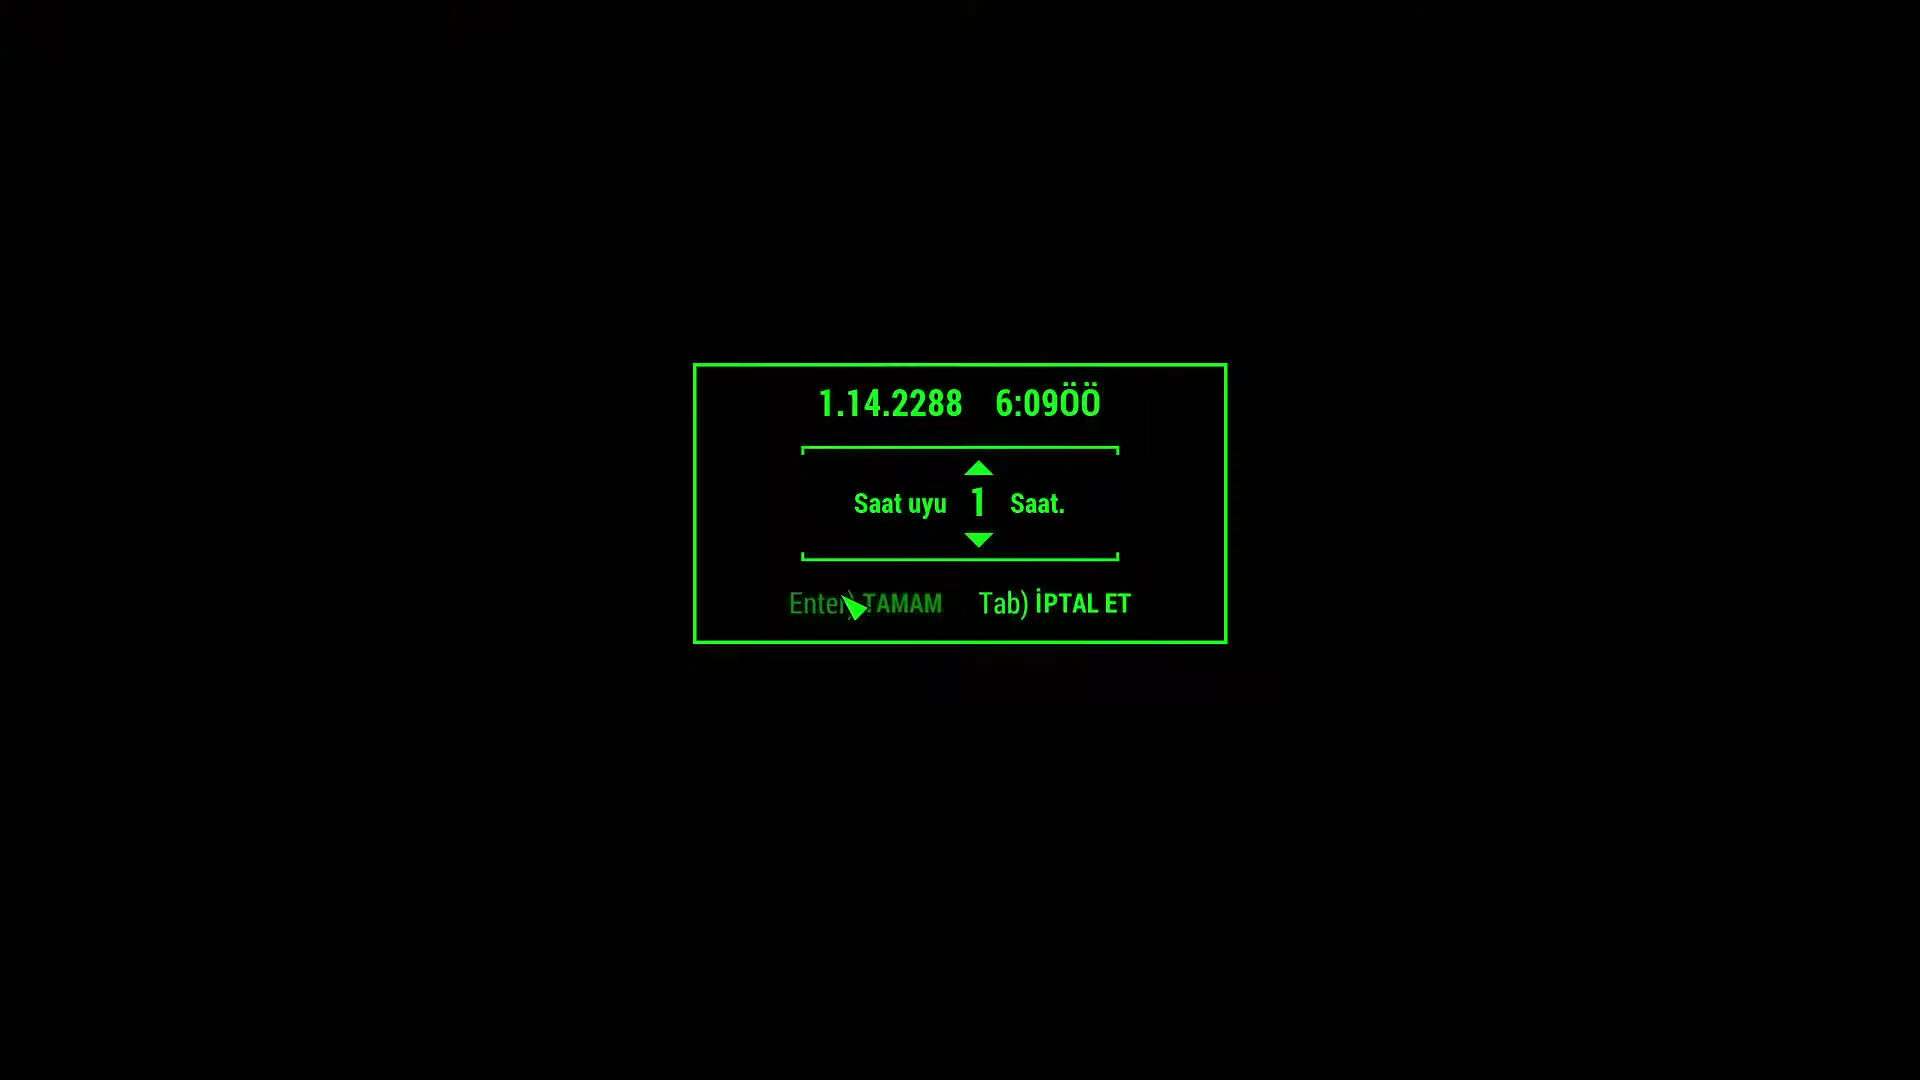 1.14.2288 6:09ÖÖ
Saat uyu 1 Saat.
Enter) TAMAM Tab) İPTAL ET